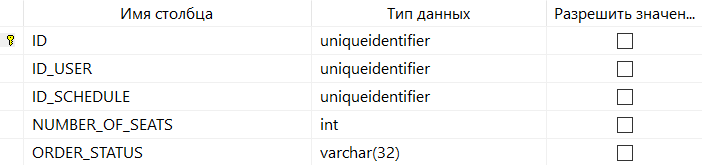 Имя столбца Тип данных Разрешить значен...
ID uniqueidentifier
ID_USER uniqueidentifier
ID_SCHEDULE uniqueidentifier
NUMBER_OF_SEATS int
ORDER_STATUS varchar(32)